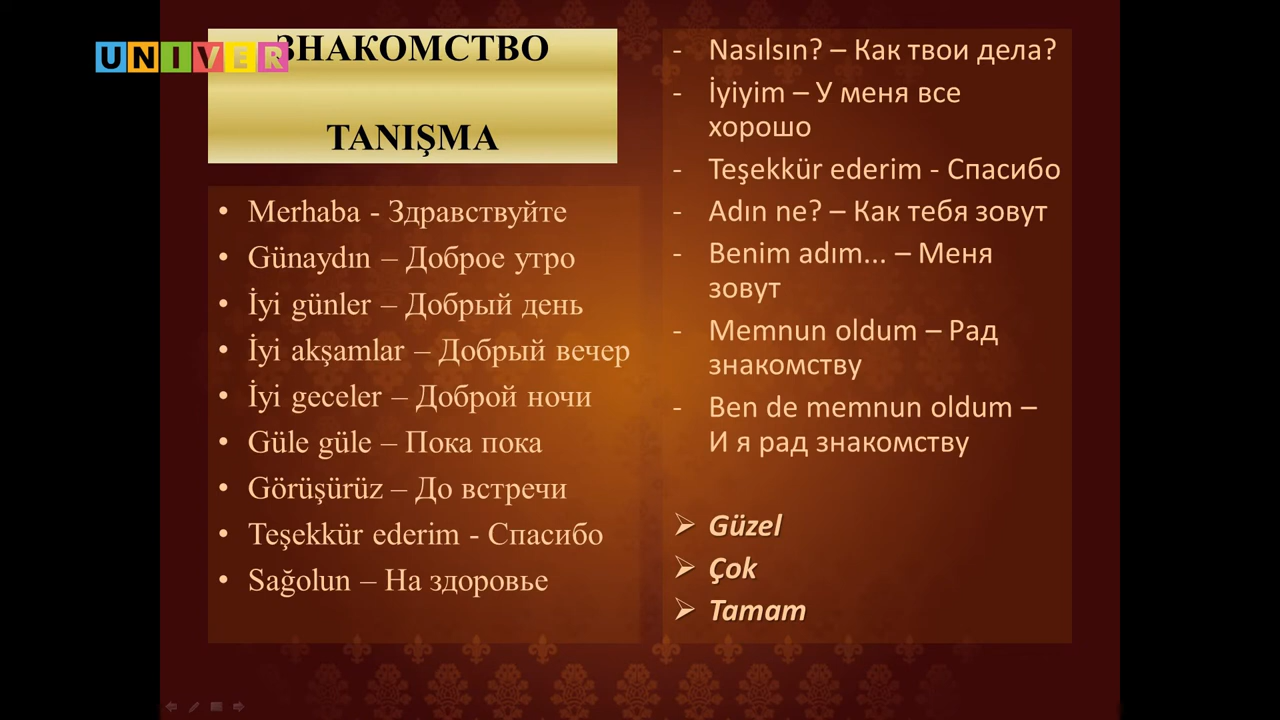 UNIVER
ЗНАКОМСТВО
TANIŞMA
• Merhaba - Здравствуйте
• Günaydın – Доброе утро
• İyi günler – Добрый день
• İyi akşamlar – Добрый вечер
• İyi geceler – Доброй ночи
• Güle güle – Пока пока
• Görüşürüz – До встречи
• Teşekkür ederim - Спасибо
• Sağolun – На здоровье
- Nasılsın? – Как твои дела?
- İyiyim – У меня все
хорошо
- Teşekkür ederim - Спасибо
- Adın ne? – Как тебя зовут
- Benim adım... – Меня
зовут
- Memnun oldum – Рад
знакомству
- Ben de memnun oldum –
И я рад знакомству
➢ Güzel
➢ Çok
➢ Tamam